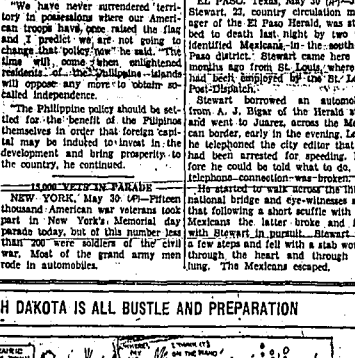 "We have never surrendered 'terri-
tory in possessions where our Ameri-
can troops have once raised the flag
and I predict we are not going to
change that policy now" he said. "The
time will come when enlightened
residents of the Philippine islands
will oppose any move to obtain so-
called independence.
"The Philippine policy should be set-
tled for the benefit of the Filipinos
themselves in order that foreign capi-
tal may be induced to invest in the
development and bring prosperity to
the country, he continued.
15,000 VETS IN PARADE
NEW YORK, May 30 (P)—Fifteen
thousand American war veterans took
part in New York's Memorial day
parade today, but of this number less
than 200 were soldiers of the civil
war. Most of the grand army men
rode in automobiles.
EL PASO, Texas, May 30
Stewart, 22, country circulation
ager of the El Paso Herald, was
bed to death last night by two
identified Mexicans in the south
Paso district. Stewart came here
months ago from St. Louis, where
had been employed by the St. L
Post-Dispatch.
Stewart borrowed an automo
from A. J. Bigar of the Herald
and went to Juarez, across the M
can border, early in the evening.
he telephoned the city editor that
had been arrested for speeding.
fore he could be told what to do,
telephone connection was broken.
He started to walk across the in
national bridge and eye-witnesses
that following a short scuffle with
Mexicans the latter broke and
with Stewart in pursuit. Stewart
a few steps and fell with a stab wo
through the heart and through
lung. The Mexicans escaped.
H DAKOTA IS ALL BUSTLE AND PREPARATION